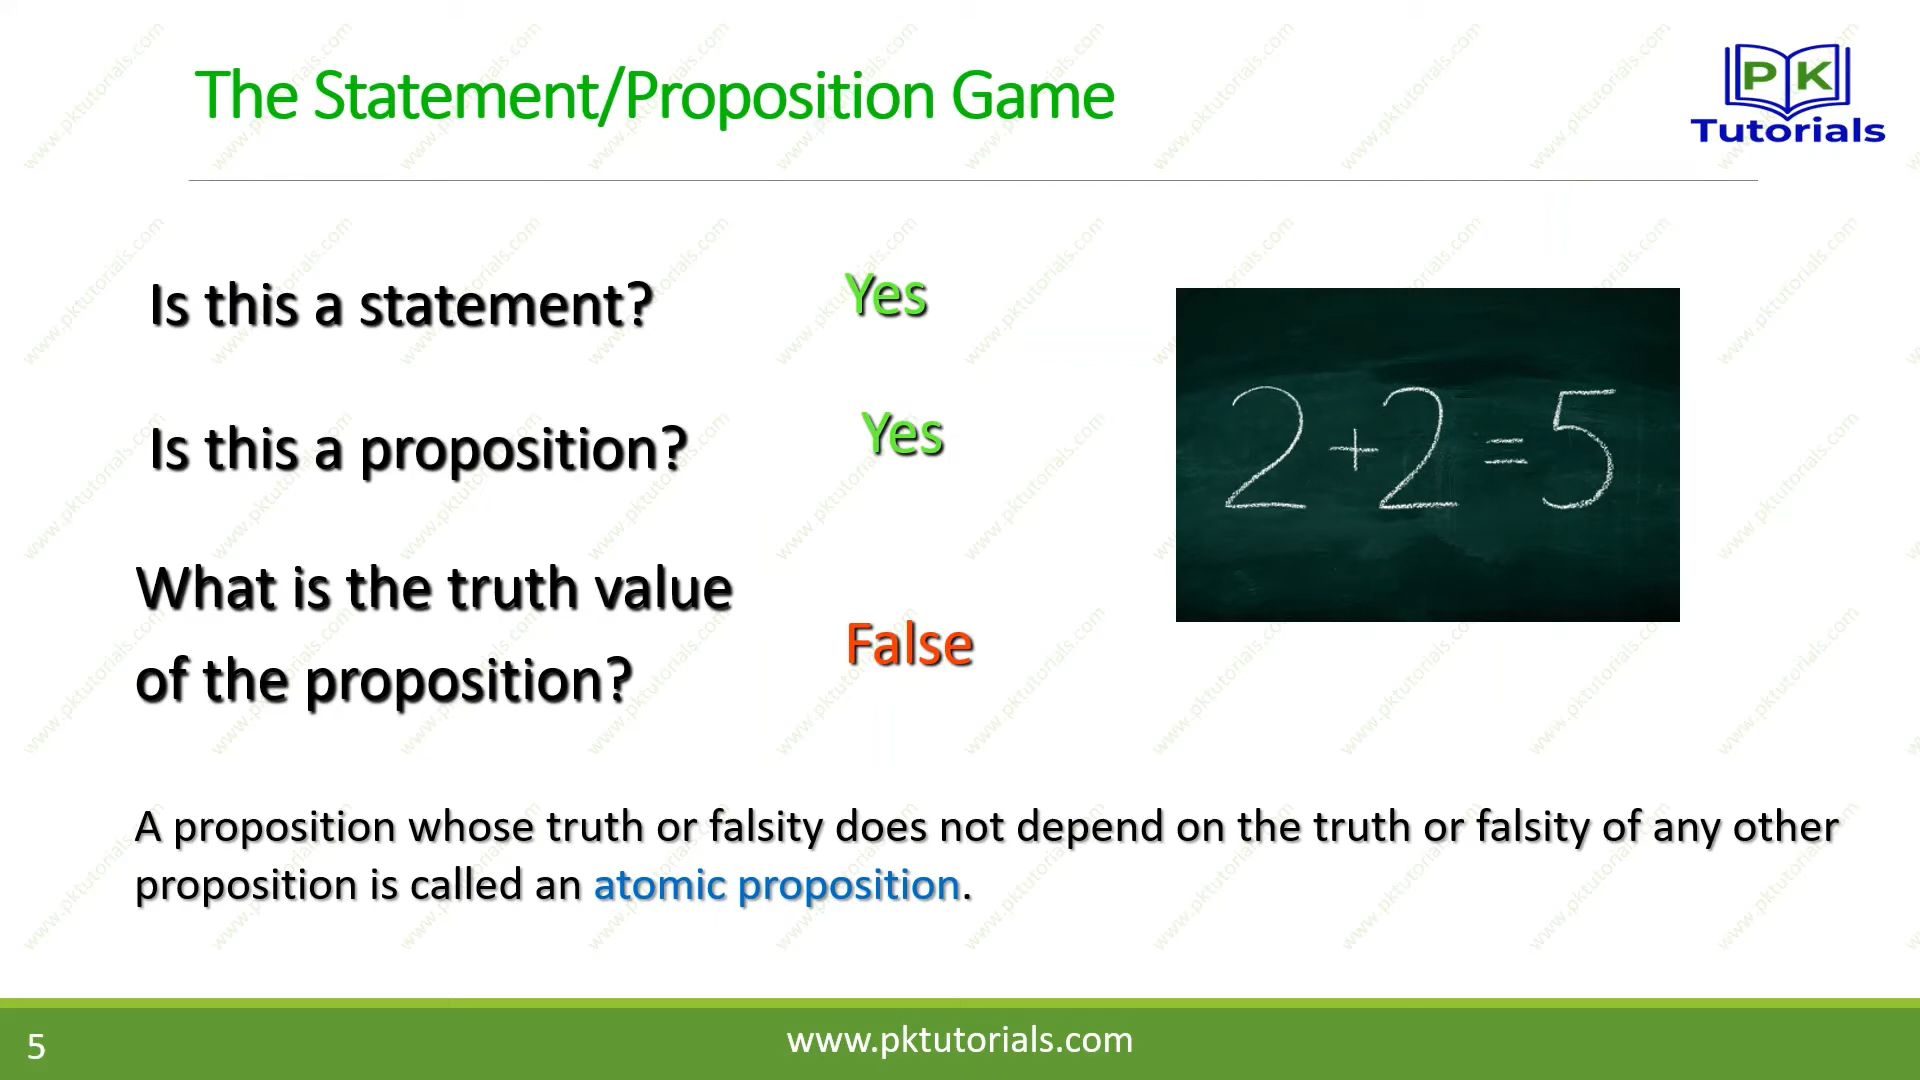 The Statement/Proposition Game
PK
Tutorials
Is this a statement?
Yes
Is this a proposition?
Yes
2+2=5
What is the truth value
of the proposition?
False
A proposition whose truth or falsity does not depend on the truth or falsity of any other
proposition is called an atomic proposition.
5
www.pktutorials.com